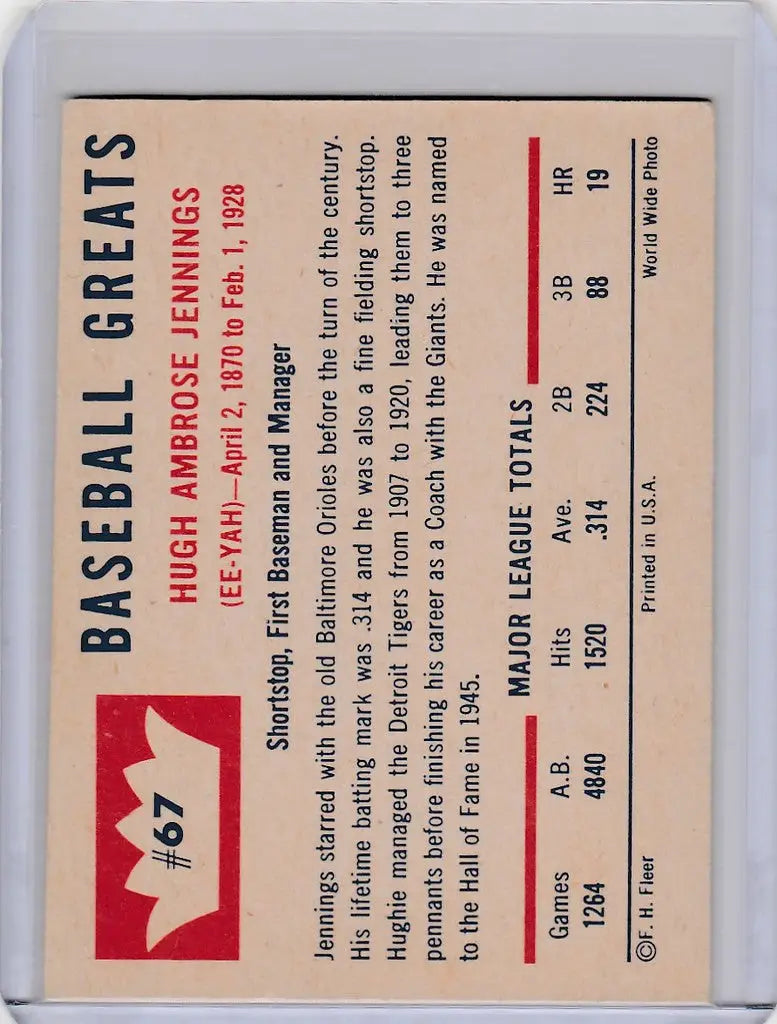 #67
BASEBALL GREATS
HUGH AMBROSE JENNINGS
(EE-YAH)—April 2, 1870 to Feb. 1, 1928
Shortstop, First Baseman and Manager
Jennings starred with the old Baltimore Orioles before the turn of the century.
His lifetime batting mark was .314 and he was also a fine fielding shortstop.
Hughie managed the Detroit Tigers from 1907 to 1920, leading them to three
pennants before finishing his career as a Coach with the Giants. He was named
to the Hall of Fame in 1945.
MAJOR LEAGUE TOTALS
Games A.B. Hits Ave. 2B 3B HR
1264 4840 1520 .314 224 88 19
©F. H. Fleer Printed in U.S.A. World Wide Photo